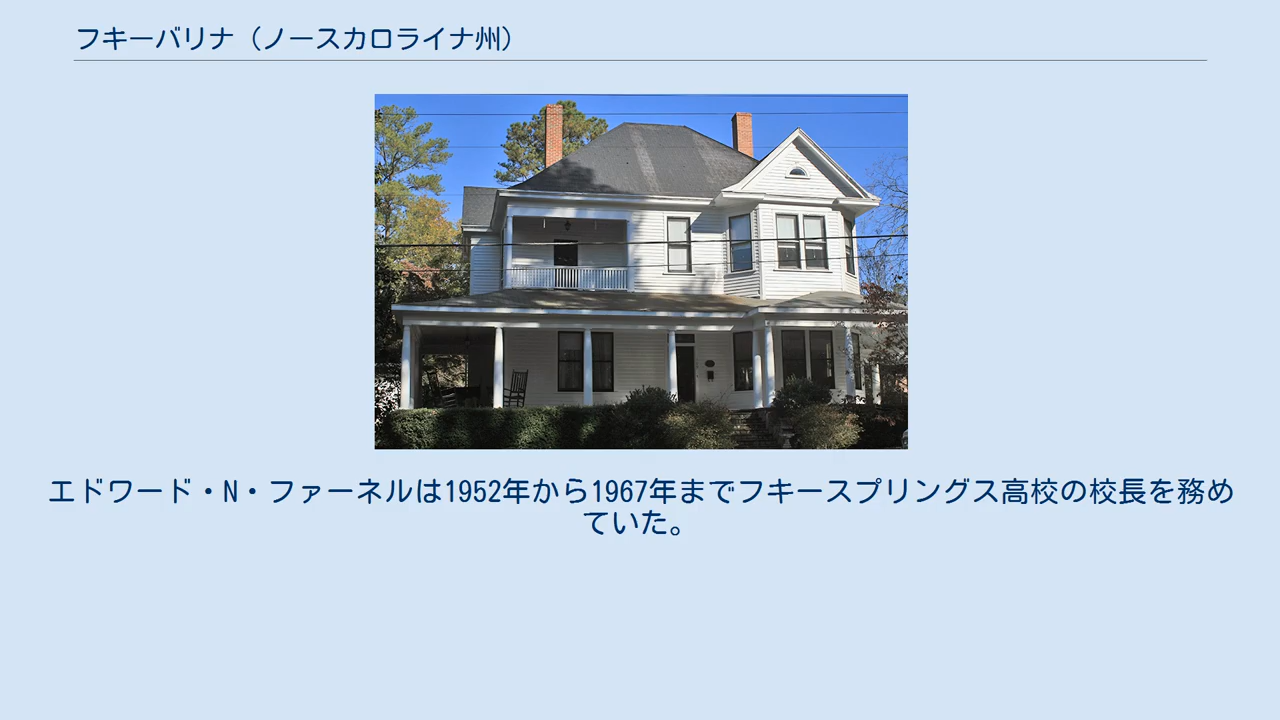 フキーバリナ（ノースカロライナ州）
エドワード・N・ファーネルは1952年から1967年までフキースプリングス高校の校長を務め
ていた。